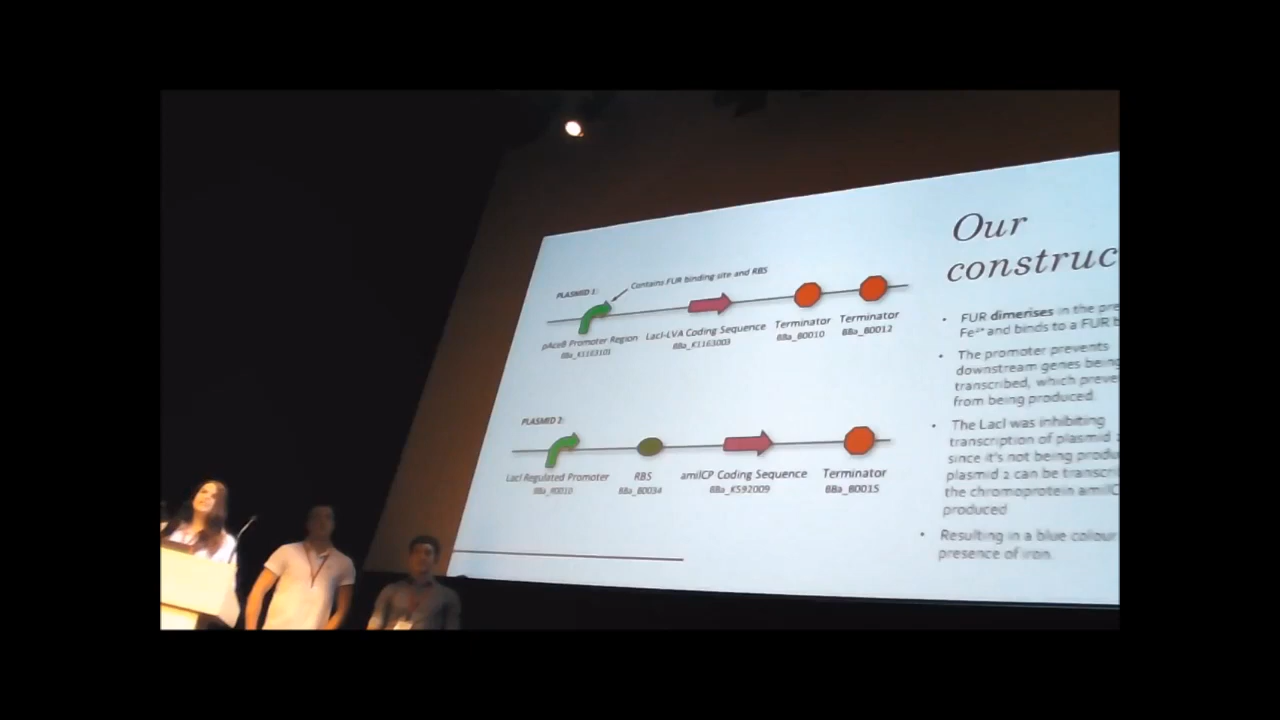 Our
construc
PLASMID 1:
Contains FUR binding site and RBS
pAceB Promoter Region
BBa_K1163101
LacI-LVA Coding Sequence
BBa_K1163003
Terminator
BBa_B0010
Terminator
BBa_B0012
PLASMID 2:
LacI Regulated Promoter
BBa_R0010
RBS
BBa_B0034
amilCP Coding Sequence
BBa_K592009
Terminator
BBa_B0015
• FUR dimerises in the pre
Fe²⁺ and binds to a FUR b
• The promoter prevents
downstream genes being
transcribed, which preve
from being produced
• The LacI was inhibiting
transcription of plasmid
since it's not being produ
plasmid 2 can be transcri
the chromoprotein amilC
produced
• Resulting in a blue colour
presence of iron.